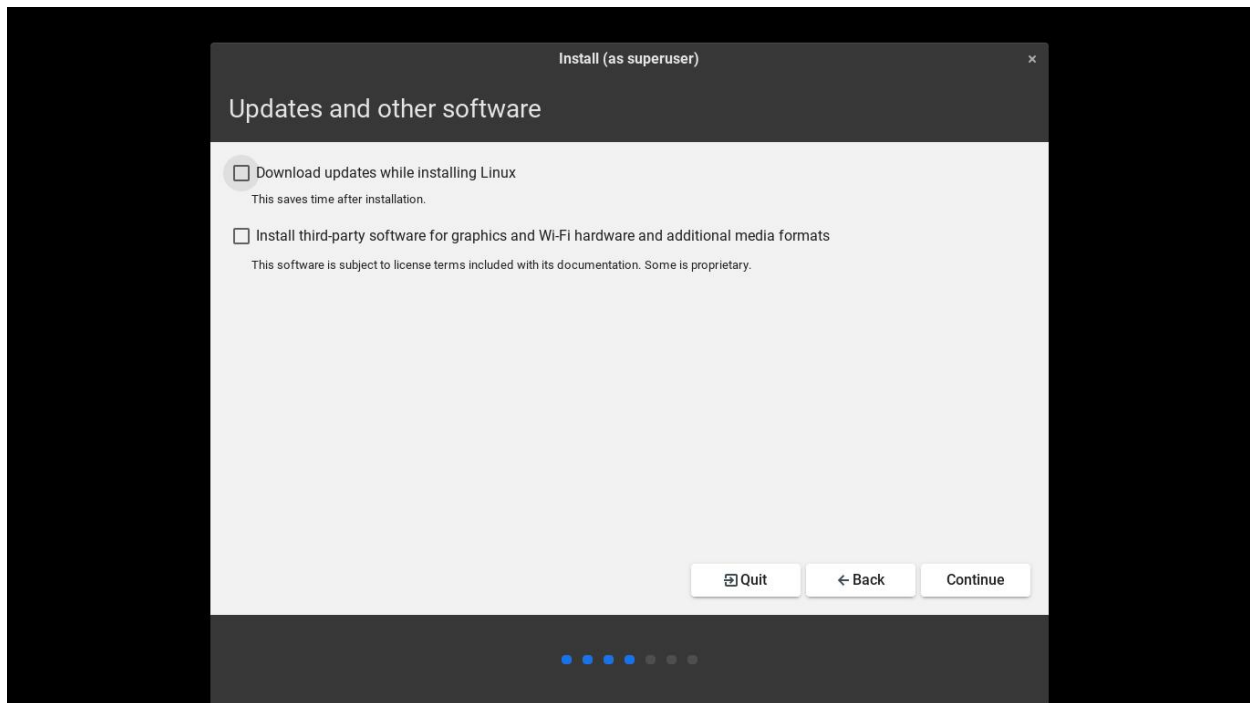 Install (as superuser)
Updates and other software
Download updates while installing Linux
This saves time after installation.
Install third-party software for graphics and Wi-Fi hardware and additional media formats
This software is subject to license terms included with its documentation. Some is proprietary.
Quit Back Continue